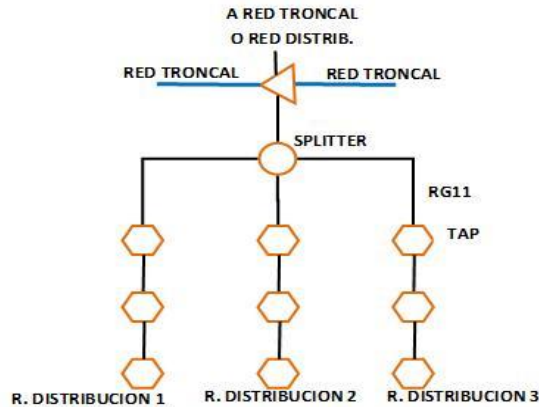 A RED TRONCAL
O RED DISTRIB.
RED TRONCAL
RED TRONCAL
SPLITTER
RG11
TAP
R. DISTRIBUCION 1
R. DISTRIBUCION 2
R. DISTRIBUCION 3